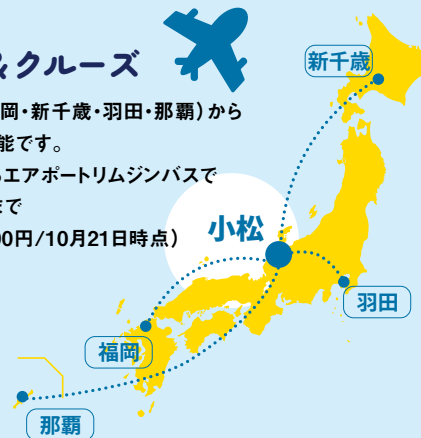 &クルーズ
岡・新千歳・羽田・那覇)から
能です。
エアポートリムジンバスで
まで
00円/10月21日時点)
新千歳
小松
羽田
福岡
那覇